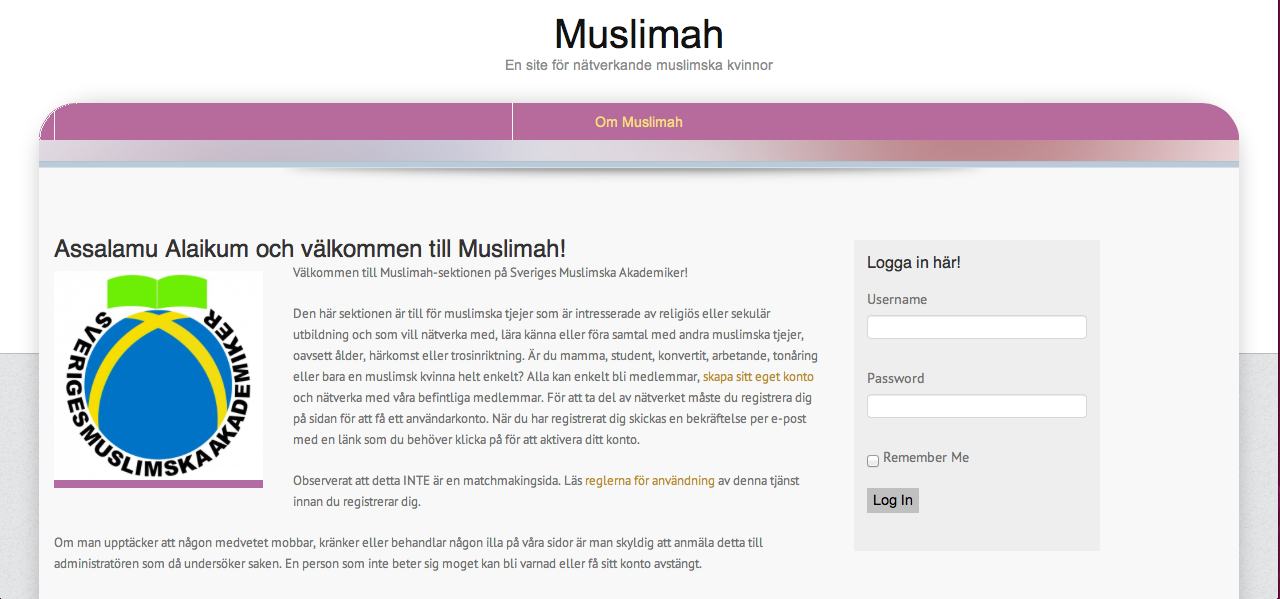 Muslimah
En site för nätverkande muslimska kvinnor
Om Muslimah
Assalamu Alaikum och välkommen till Muslimah!
SVERIGES MUSLIMSKA AKADEMIKER
Välkommen till Muslimah-sektionen på Sveriges Muslimska Akademiker!
Den här sektionen är till för muslimska tjejer som är intresserade av religiös eller sekulär
utbildning och som vill nätverka med, lära känna eller föra samtal med andra muslimska tjejer,
oavsett ålder, härkomst eller trosinriktning. Är du mamma, student, konvertit, arbetande, tonåring
eller bara en muslimsk kvinna helt enkelt? Alla kan enkelt bli medlemmar, skapa sitt eget konto
och nätverka med våra befintliga medlemmar. För att ta del av nätverket måste du registrera dig
på sidan för att få ett användarkonto. När du har registrerat dig skickas en bekräftelse per e-post
med en länk som du behöver klicka på för att aktivera ditt konto.
Observerat att detta INTE är en matchmakingsida. Läs reglerna för användning av denna tjänst
innan du registrerar dig.
Om man upptäcker att någon medvetet mobbar, kränker eller behandlar någon illa på våra sidor är man skyldig att anmäla detta till
administratören som då undersöker saken. En person som inte beter sig moget kan bli varnad eller få sitt konto avstängt.
Logga in här!
Username
Password
Remember Me
Log In